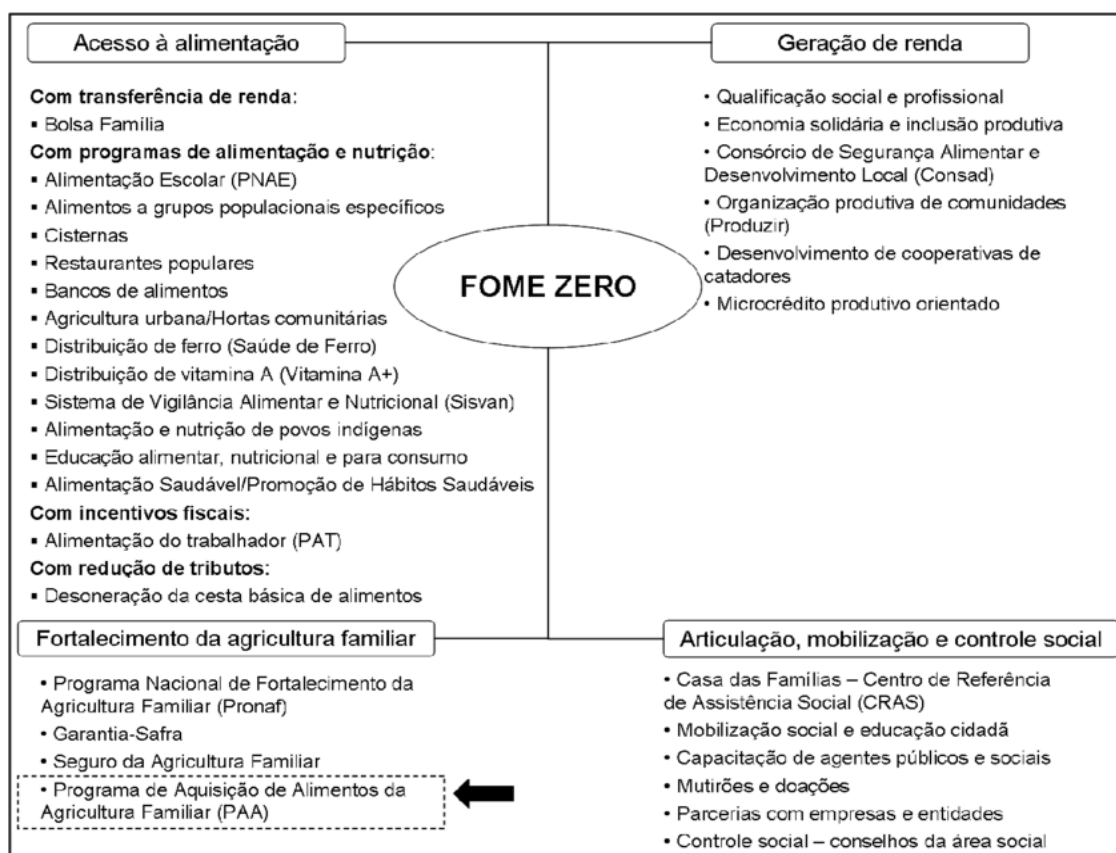 Acesso à alimentação
Com transferência de renda:
▪ Bolsa Família
Com programas de alimentação e nutrição:
▪ Alimentação Escolar (PNAE)
▪ Alimentos a grupos populacionais específicos
▪ Cisternas
▪ Restaurantes populares
▪ Bancos de alimentos
▪ Agricultura urbana/Hortas comunitárias
▪ Distribuição de ferro (Saúde de Ferro)
▪ Distribuição de vitamina A (Vitamina A+)
▪ Sistema de Vigilância Alimentar e Nutricional (Sisvan)
▪ Alimentação e nutrição de povos indígenas
▪ Educação alimentar, nutricional e para consumo
▪ Alimentação Saudável/Promoção de Hábitos Saudáveis
Com incentivos fiscais:
▪ Alimentação do trabalhador (PAT)
Com redução de tributos:
▪ Desoneração da cesta básica de alimentos
Geração de renda
• Qualificação social e profissional
• Economia solidária e inclusão produtiva
• Consórcio de Segurança Alimentar e
Desenvolvimento Local (Consad)
• Organização produtiva de comunidades
(Produzir)
• Desenvolvimento de cooperativas de
catadores
• Microcrédito produtivo orientado
FOME ZERO
Fortalecimento da agricultura familiar
• Programa Nacional de Fortalecimento da
Agricultura Familiar (Pronaf)
• Garantia-Safra
• Seguro da Agricultura Familiar
• Programa de Aquisição de Alimentos da
Agricultura Familiar (PAA)
Articulação, mobilização e controle social
• Casa das Famílias – Centro de Referência
de Assistência Social (CRAS)
• Mobilização social e educação cidadã
• Capacitação de agentes públicos e sociais
• Mutirões e doações
• Parcerias com empresas e entidades
• Controle social – conselhos da área social